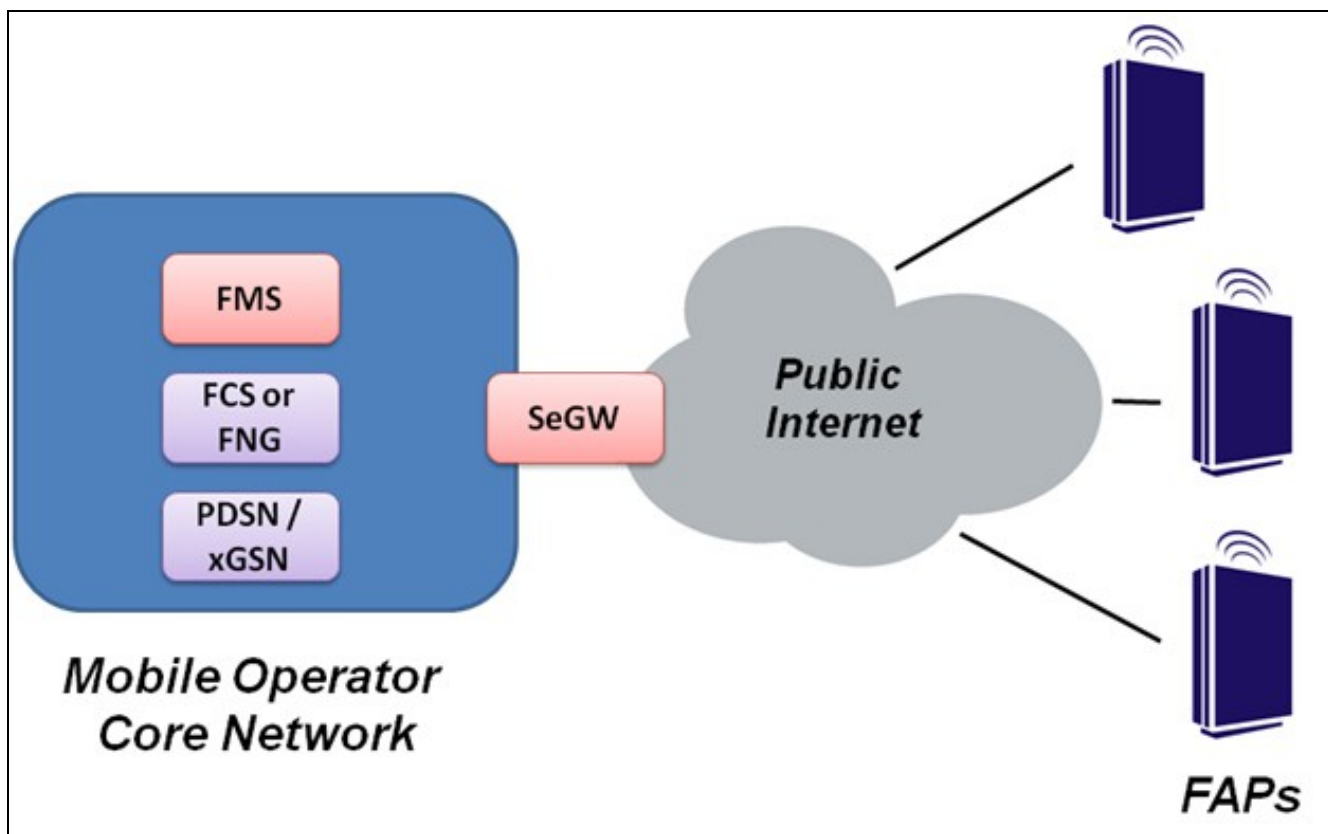 FMS
FCS or
FNG
PDSN /
xGSN
SeGW
Public
Internet
Mobile Operator
Core Network
FAPs